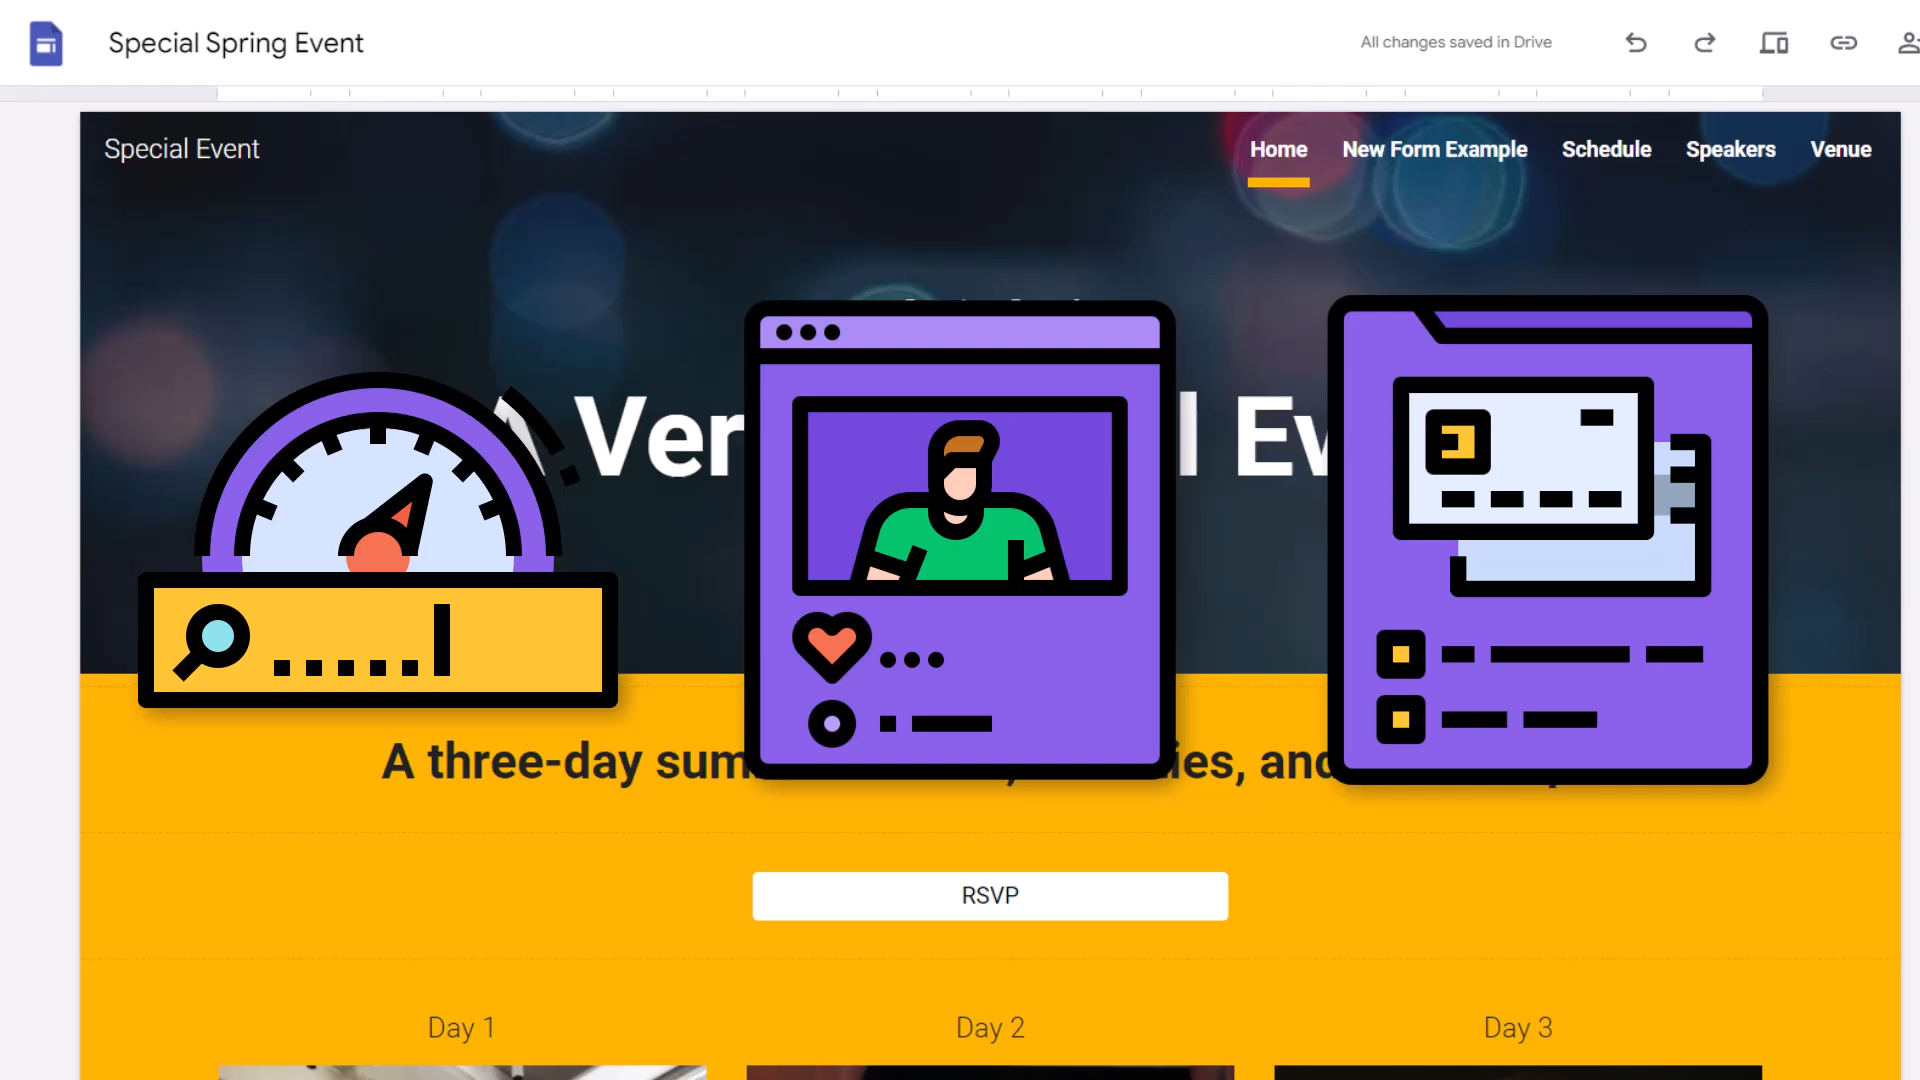 Special Spring Event
All changes saved in Drive
Special Event
Home New Form Example Schedule Speakers Venue
A Ver l Ev
A three-day sum ies, and
RSVP
Day 1 Day 2 Day 3